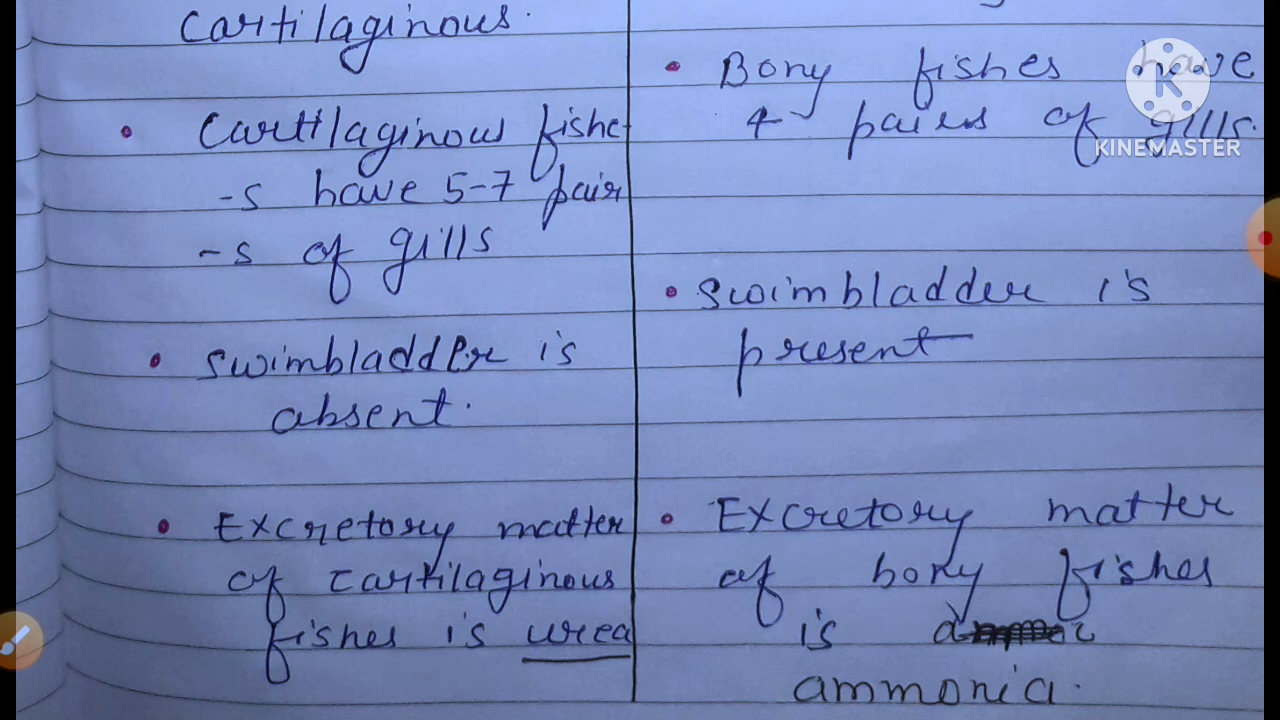 cartilaginous.
• Cartilaginous fishe
-s have 5-7 pair
-s of gills
• Swimbladder is
absent.
• Excretory matter
of cartilaginous
fishes is urea
• Bony fishes have
4 pairs of gills.
• Swimbladder is
present
• Excretory matter
of bony fishes
is
ammonia.
K
KINEMASTER